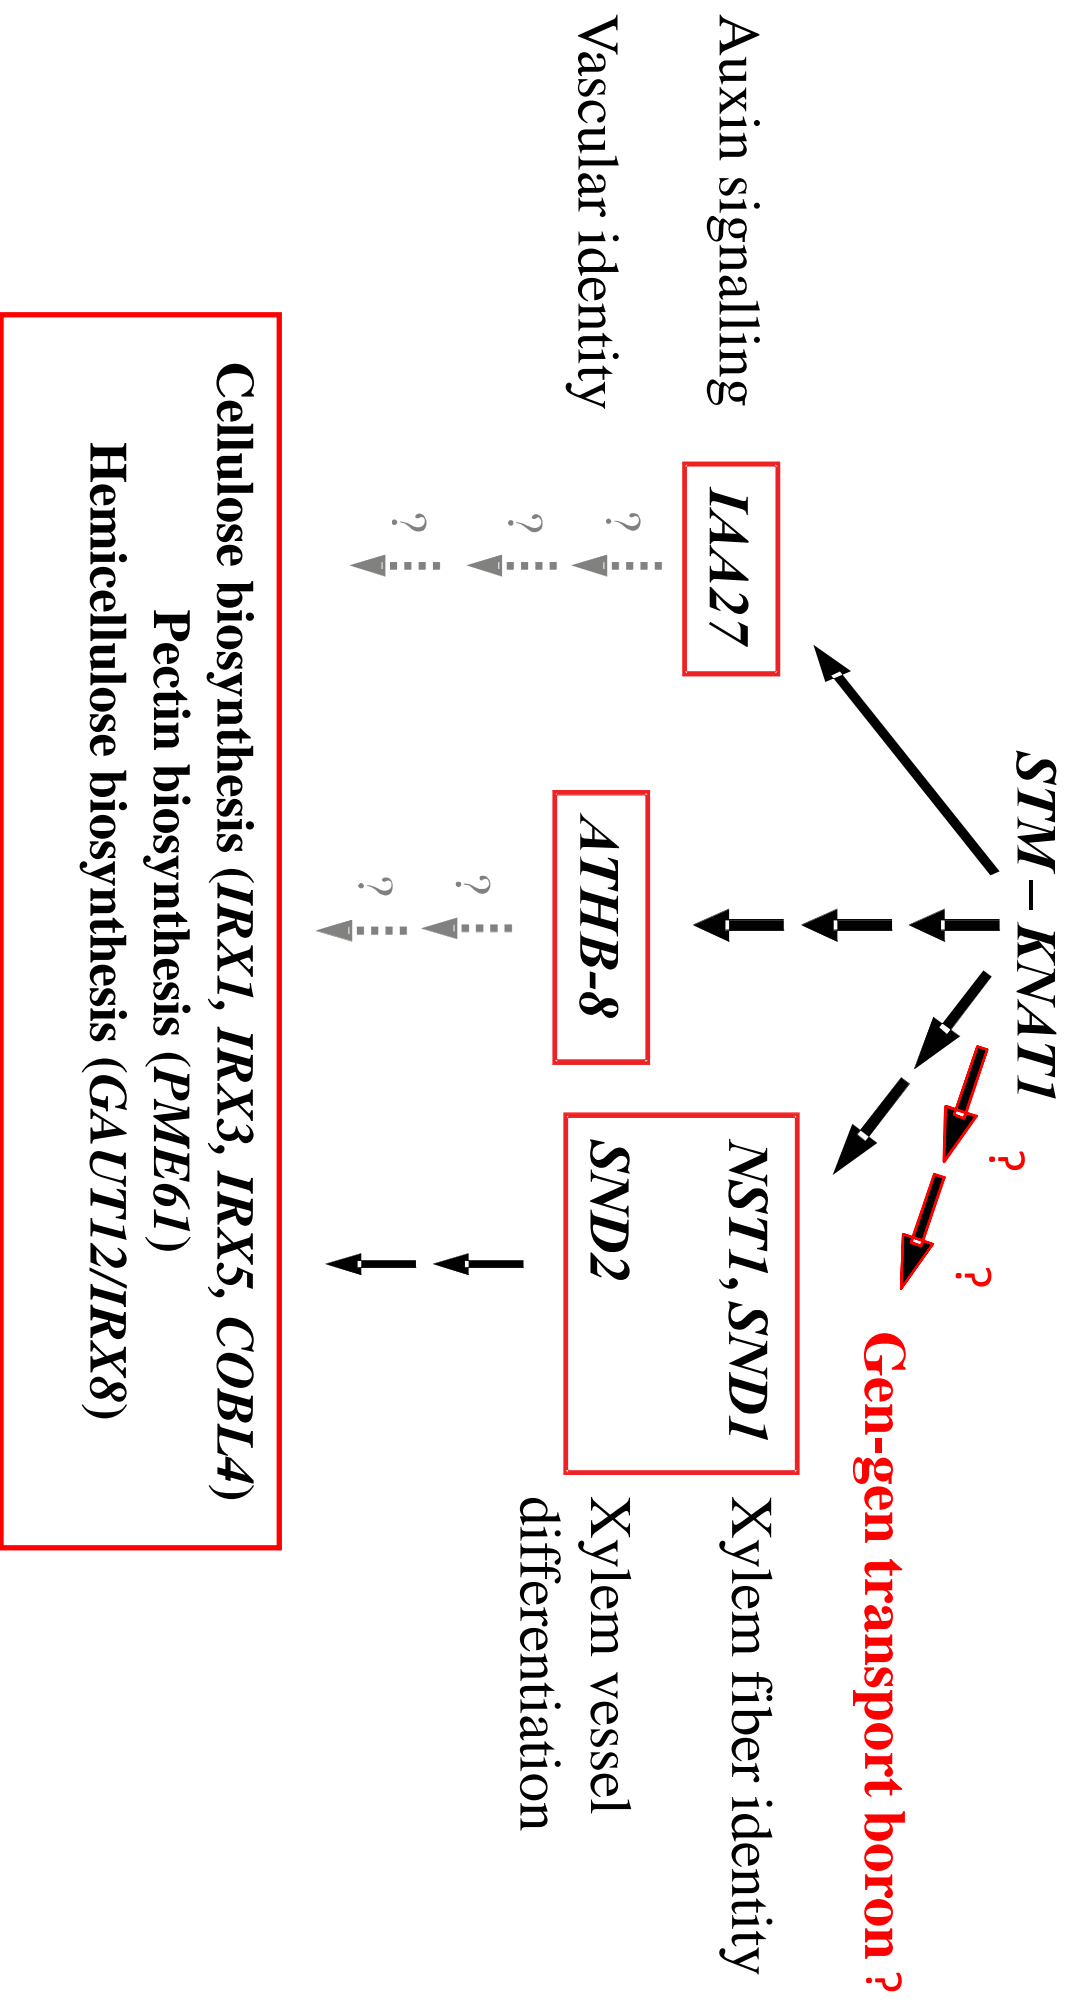 STM – KNAT1
?
?
Gen-gen transport boron ?
Auxin signalling
IAA27
NST1, SND1
Xylem fiber identity
Vascular identity
ATHB-8
SND2
Xylem vessel
differentiation
?
?
?
?
?
Cellulose biosynthesis (IRX1, IRX3, IRX5, COBL4)
Pectin biosynthesis (PME61)
Hemicellulose biosynthesis (GAUT12/IRX8)